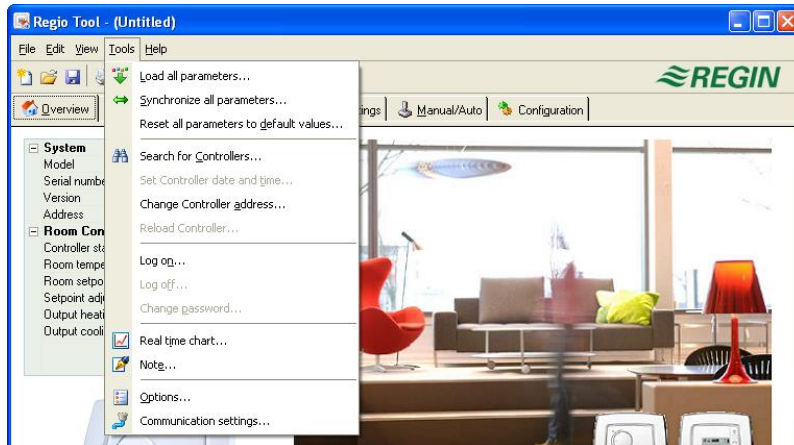 Regio Tool - (Untitled)
File Edit View Tools Help
REGIN
Overview
Manual/Auto
Configuration
Load all parameters...
Synchronize all parameters...
Reset all parameters to default values...
Search for Controllers...
Set Controller date and time...
Change Controller address...
Reload Controller...
Log on...
Log off...
Change password...
Real time chart...
Note...
Options...
Communication settings...
System
Model
Serial numbe
Version
Address
Room Con
Controller sta
Room tempe
Room setpo
Setpoint adju
Output heati
Output cooli